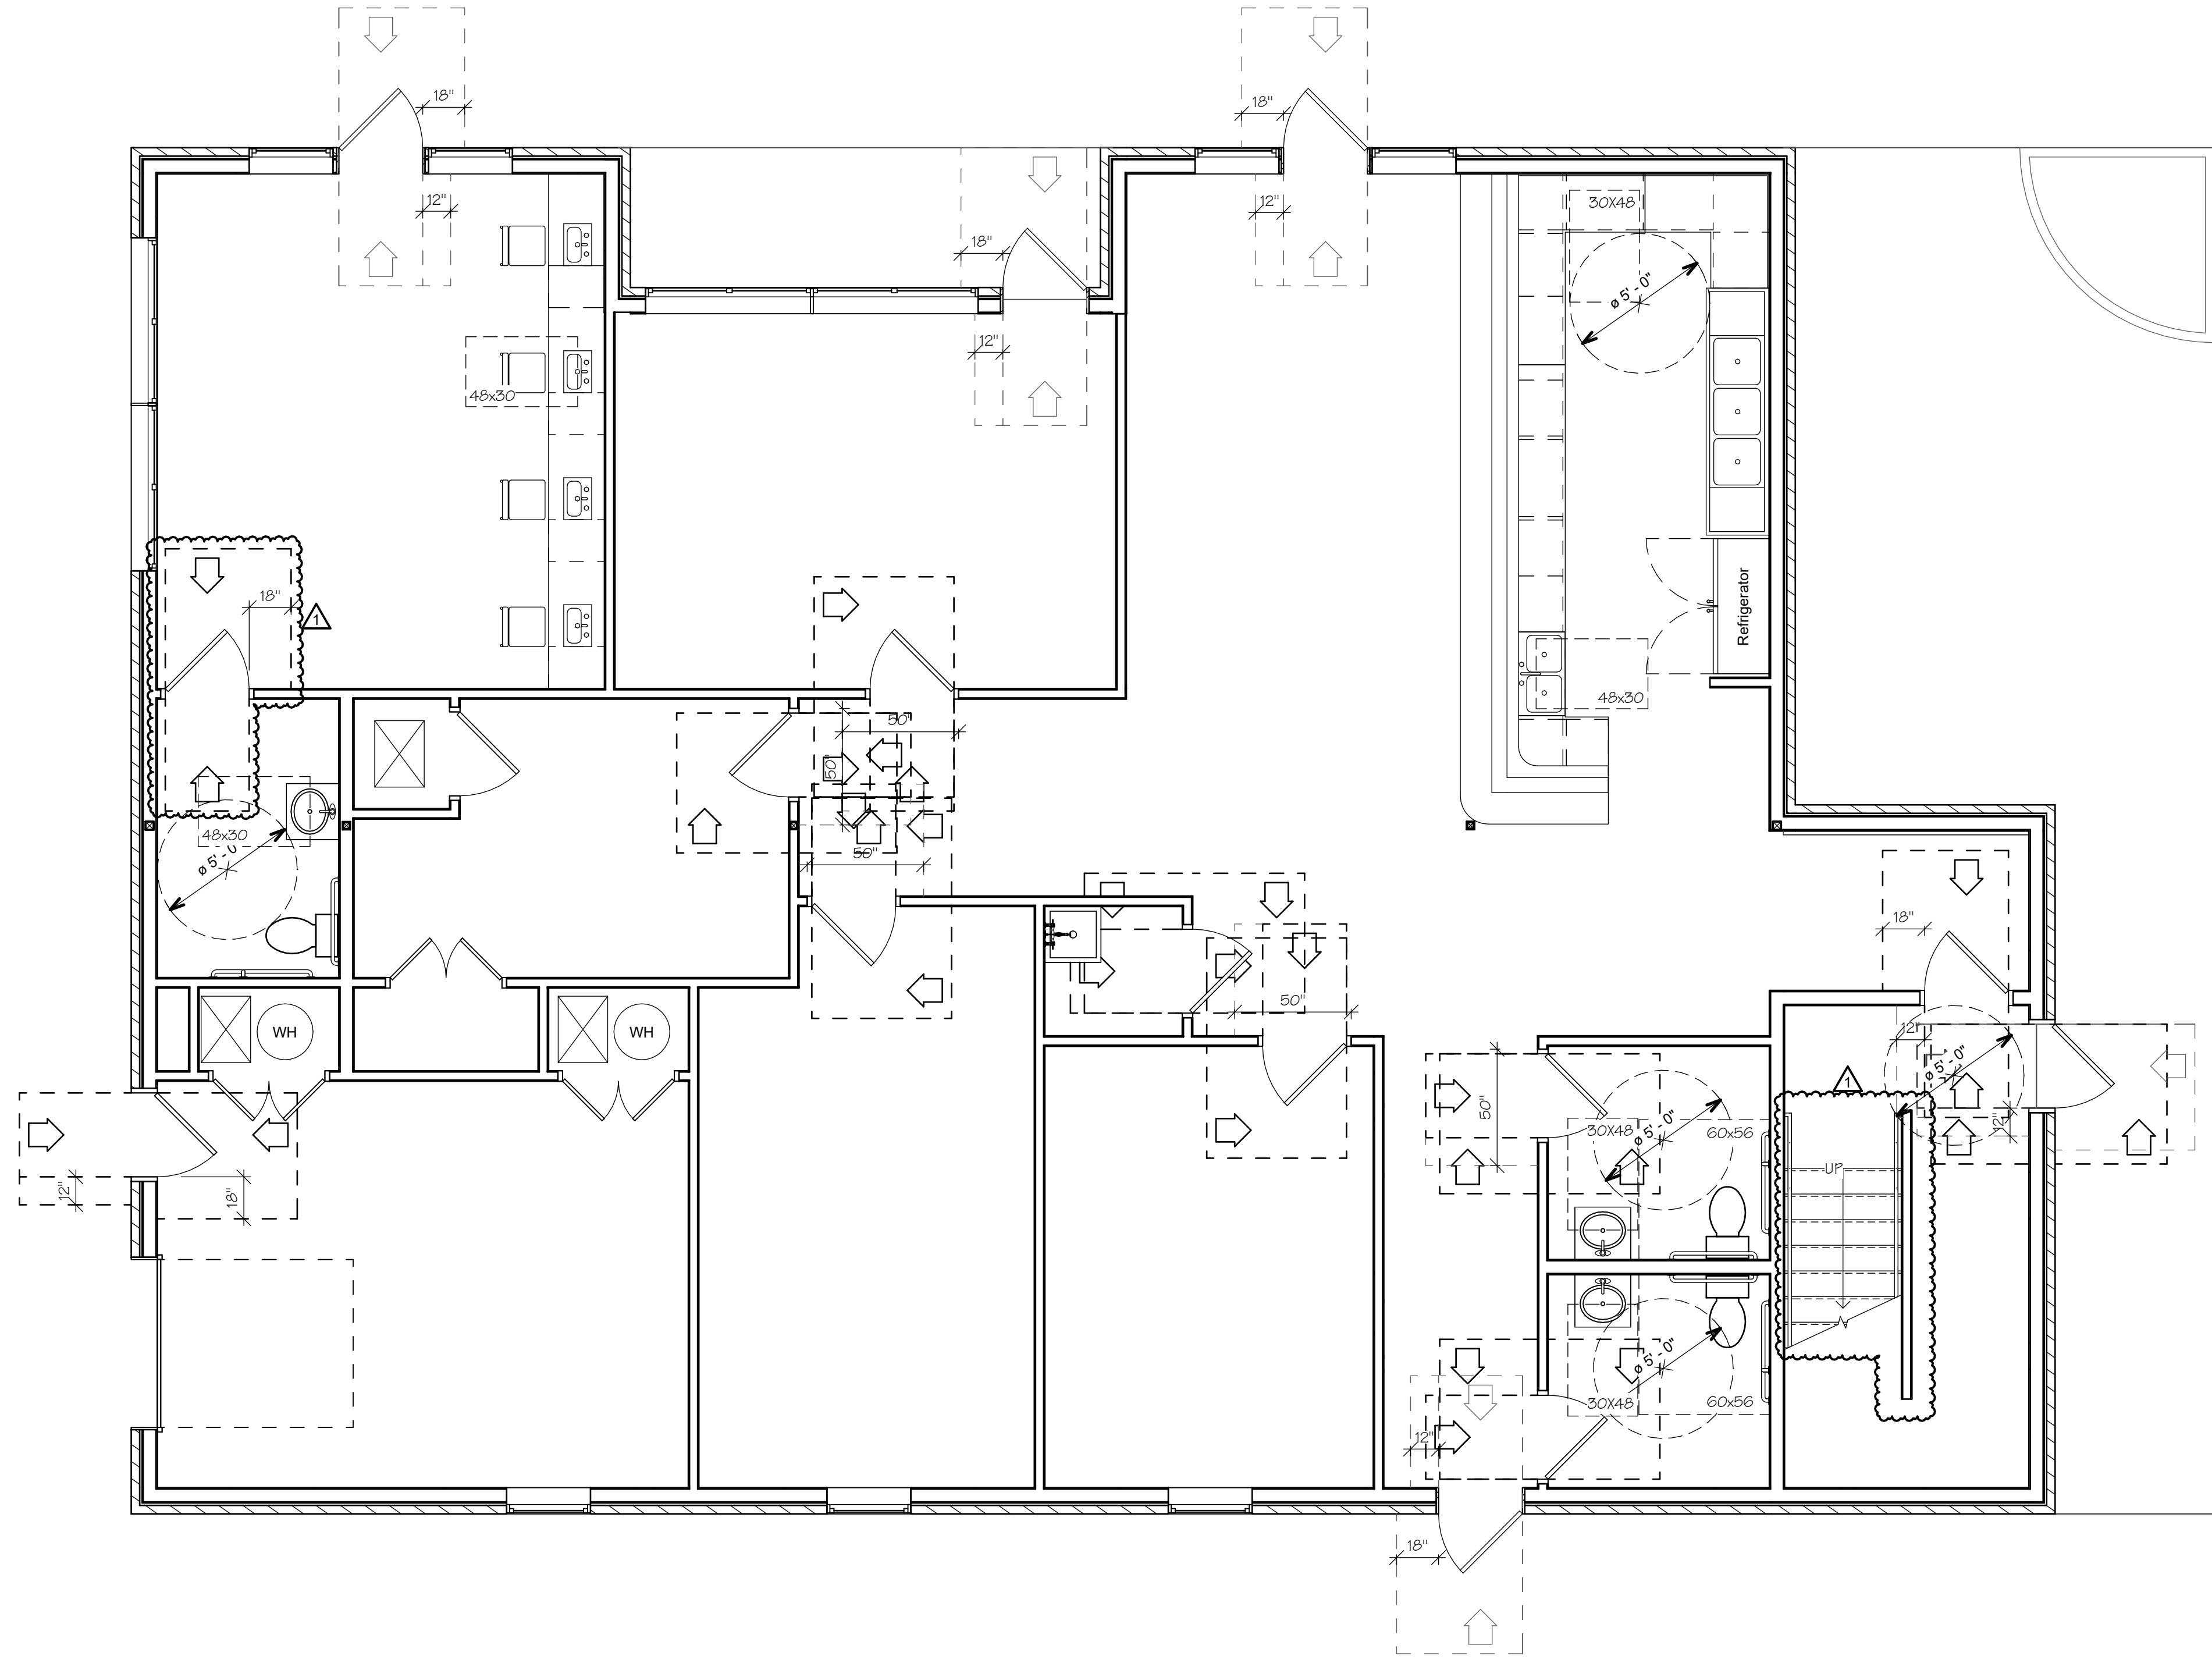 18"
18"
12"
12"
30X48
18"
ø 5' - 0"
12"
48x30
18"
1
Refrigerator
48x30
50"
50"
48x30
50"
ø 5' - 0"
18"
50"
WH
WH
12"
ø 5' - 0"
1
50"
30X48
ø 5' - 0"
60x56
12"
UP
12"
18"
ø 5' - 0"
30X48
60x56
12"
18"